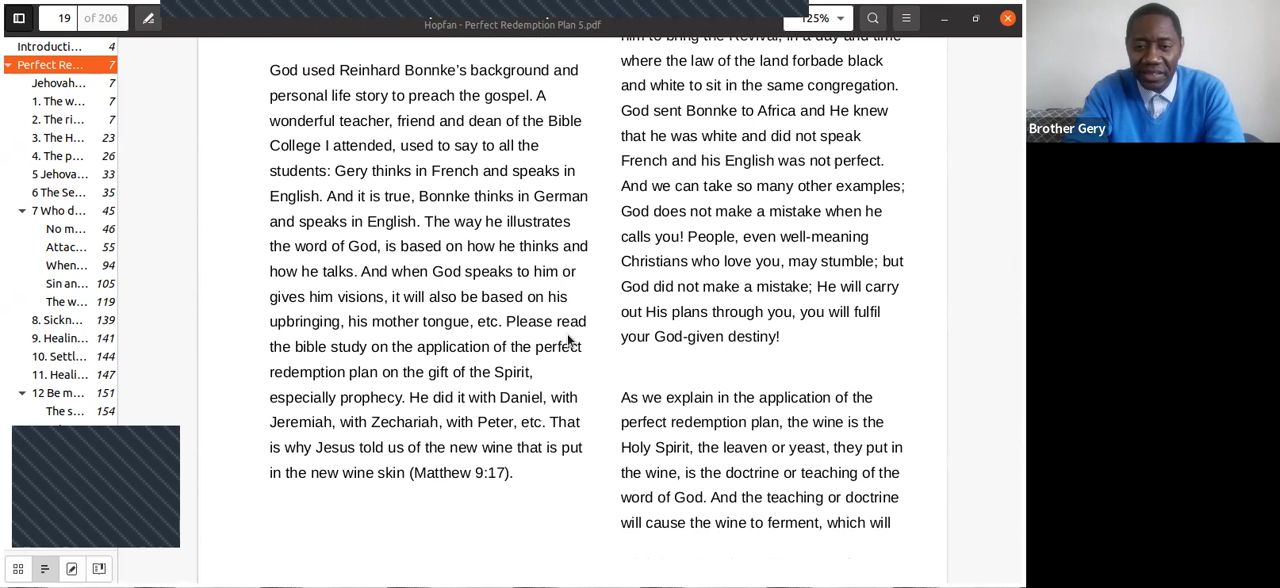 19
of 206
Hopfan - Perfect Redemption Plan 5.pdf
125%
Introducti... 4
Perfect Re... 7
Jehovah... 7
1. The w... 7
2. The ri... 7
3. The H... 23
4. The p... 26
5 Jehova... 33
6 The Se... 35
7 Who d... 45
No m... 46
Attac... 55
When... 94
Sin an... 105
The w... 119
8. Sickn... 139
9. Healin... 141
10. Settl... 144
11. Heali... 147
12 Be m... 151
The s... 154
God used Reinhard Bonnke's background and
personal life story to preach the gospel. A
wonderful teacher, friend and dean of the Bible
College I attended, used to say to all the
students: Gery thinks in French and speaks in
English. And it is true, Bonnke thinks in German
and speaks in English. The way he illustrates
the word of God, is based on how he thinks and
how he talks. And when God speaks to him or
gives him visions, it will also be based on his
upbringing, his mother tongue, etc. Please read
the bible study on the application of the perfect
redemption plan on the gift of the Spirit,
especially prophecy. He did it with Daniel, with
Jeremiah, with Zechariah, with Peter, etc. That
is why Jesus told us of the new wine that is put
in the new wine skin (Matthew 9:17).
him to bring the Revival, in a day and time
where the law of the land forbade black
and white to sit in the same congregation.
God sent Bonnke to Africa and He knew
that he was white and did not speak
French and his English was not perfect.
And we can take so many other examples;
God does not make a mistake when he
calls you! People, even well-meaning
Christians who love you, may stumble; but
God did not make a mistake; He will carry
out His plans through you, you will fulfil
your God-given destiny!
As we explain in the application of the
perfect redemption plan, the wine is the
Holy Spirit, the leaven or yeast, they put in
the wine, is the doctrine or teaching of the
word of God. And the teaching or doctrine
will cause the wine to ferment, which will
Brother Gery